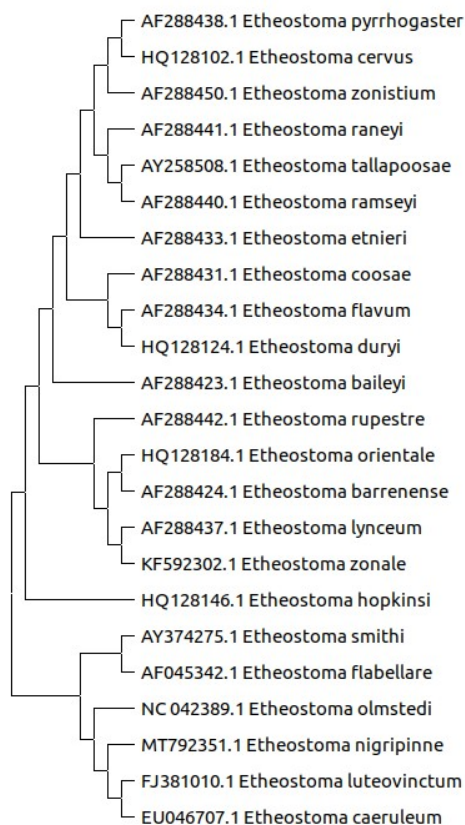 AF288438.1 Etheostoma pyrrhogaster
HQ128102.1 Etheostoma cervus
AF288450.1 Etheostoma zonistium
AF288441.1 Etheostoma raneyi
AY258508.1 Etheostoma tallapoosae
AF288440.1 Etheostoma ramseyi
AF288433.1 Etheostoma etnieri
AF288431.1 Etheostoma coosae
AF288434.1 Etheostoma flavum
HQ128124.1 Etheostoma duryi
AF288423.1 Etheostoma baileyi
AF288442.1 Etheostoma rupestre
HQ128184.1 Etheostoma orientale
AF288424.1 Etheostoma barrenense
AF288437.1 Etheostoma lynceum
KF592302.1 Etheostoma zonale
HQ128146.1 Etheostoma hopkinsi
AY374275.1 Etheostoma smithi
AF045342.1 Etheostoma flabellare
NC 042389.1 Etheostoma olmstedi
MT792351.1 Etheostoma nigripinne
FJ381010.1 Etheostoma luteovinctum
EU046707.1 Etheostoma caeruleum